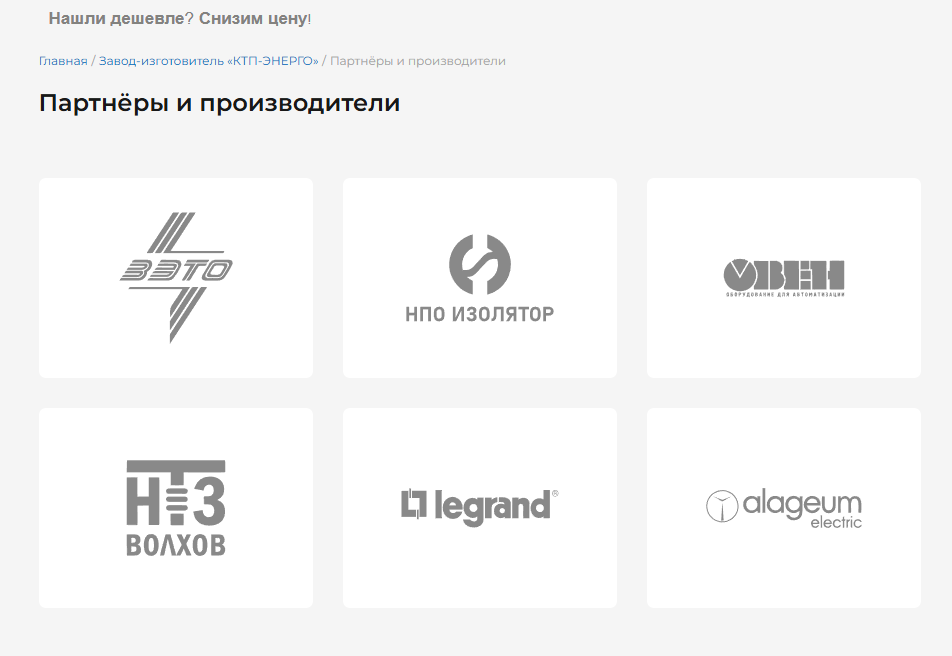 Нашли дешевле? Снизим цену!
Главная / Завод-изготовитель «КТП-ЭНЕРГО» / Партнёры и производители
Партнёры и производители
ЗЭТО
НПО ИЗОЛЯТОР
ОВЕН
ОБОРУДОВАНИЕ ДЛЯ АВТОМАТИЗАЦИИ
НТЗ
ВОЛХОВ
legrand®
alageum
electric